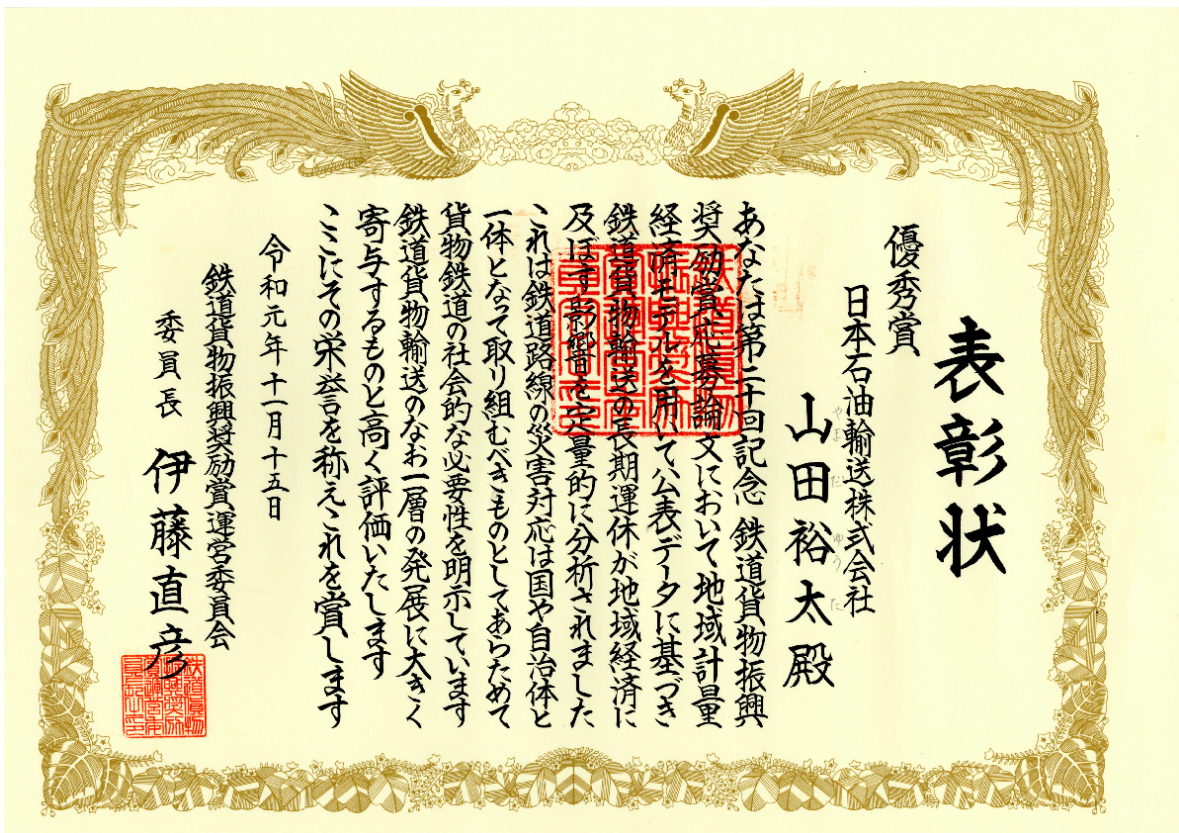 表彰状
優秀賞
日本石油輸送株式会社
山田裕太殿
やまだ ゆうた
あなたは第二十回記念 鉄道貨物振興
奨励賞応募論文において地域計量
経済モデルを用いて公表データに基づき
鉄道貨物輸送の長期運休が地域経済に
及ぼす影響を定量的に分析されました
これは鉄道路線の災害対応は国や自治体と
一体となって取り組むべきものとしてあらためて
貨物鉄道の社会的な必要性を明示しています
鉄道貨物輸送のなお一層の発展に大きく
寄与するものと高く評価いたします
ここにその栄誉を称えこれを賞します
令和元年十一月十五日
鉄道貨物振興奨励賞運営委員会
委員長 伊藤直彦